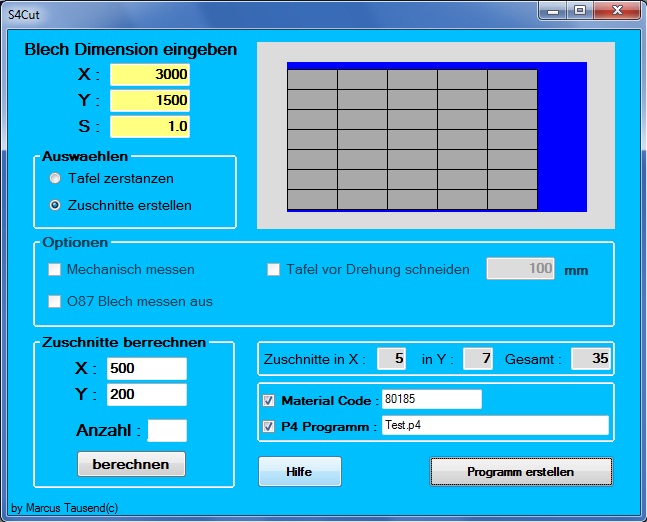 S4Cut
Blech Dimension eingeben
X : 3000
Y : 1500
S : 1.0
Auswaehlen
Tafel zerstanzen
Zuschnitte erstellen
Optionen
Mechanisch messen
Tafel vor Drehung schneiden 100 mm
O87 Blech messen aus
Zuschnitte berrechnen
X : 500
Y : 200
Anzahl :
berechnen
Zuschnitte in X : 5 in Y : 7 Gesamt : 35
Material Code : 80185
P4 Programm : Test.p4
Hilfe
Programm erstellen
by Marcus Tausend(c)